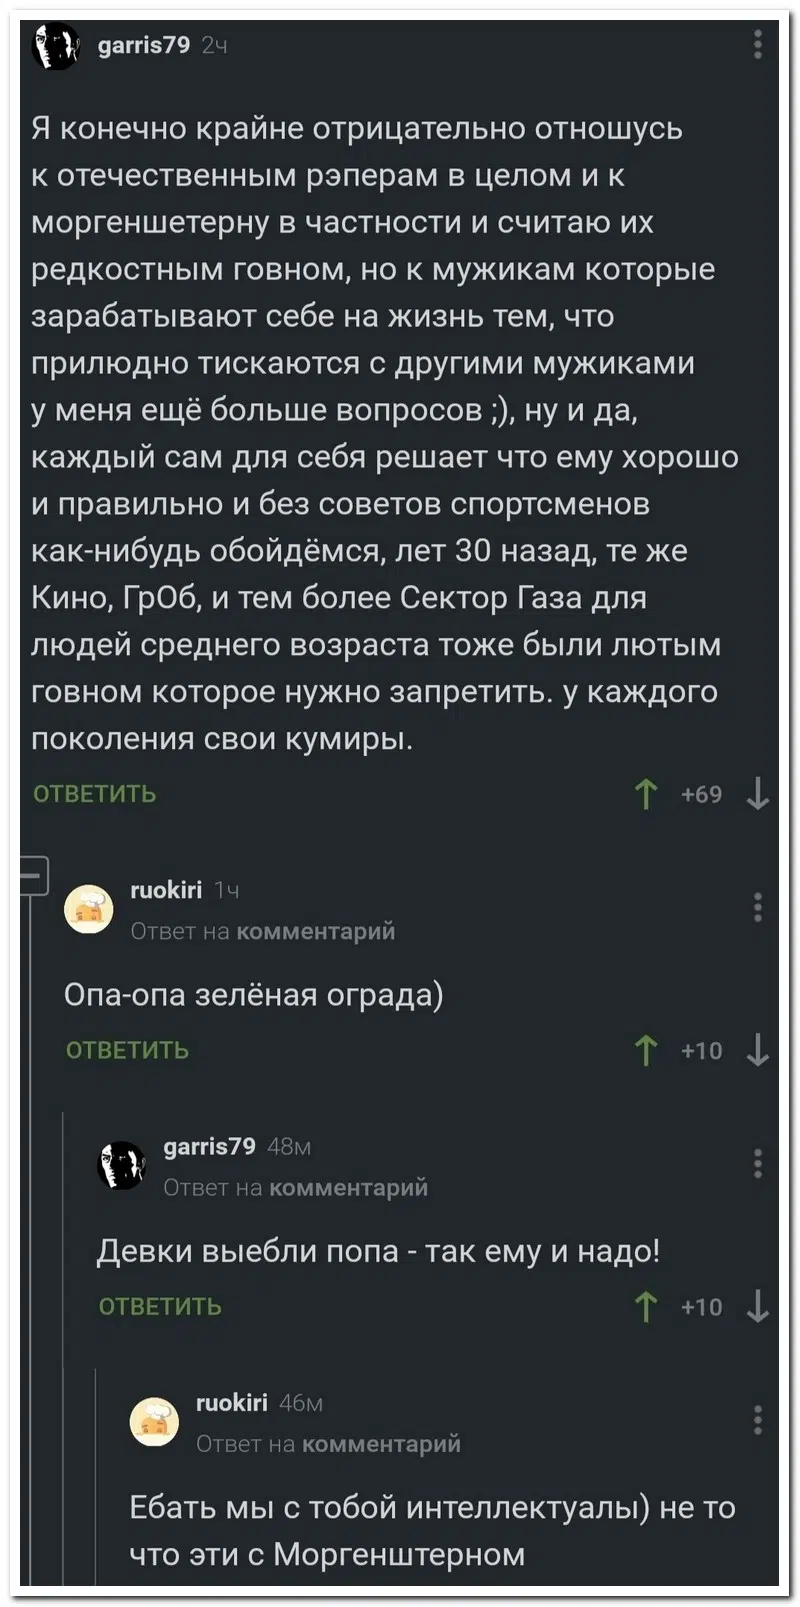 garris79 2ч
Я конечно крайне отрицательно отношусь
к отечественным рэперам в целом и к
моргеншетерну в частности и считаю их
редкостным говном, но к мужикам которые
зарабатывают себе на жизнь тем, что
прилюдно тискаются с другими мужиками
у меня ещё больше вопросов ;), ну и да,
каждый сам для себя решает что ему хорошо
и правильно и без советов спортсменов
как-нибудь обойдёмся, лет 30 назад, те же
Кино, ГрОб, и тем более Сектор Газа для
людей среднего возраста тоже были лютым
говном которое нужно запретить. у каждого
поколения свои кумиры.
ОТВЕТИТЬ +69
ruokiri 1ч
Ответ на комментарий
Опа-опа зелёная ограда)
ОТВЕТИТЬ +10
garris79 48м
Ответ на комментарий
Девки выебли попа - так ему и надо!
ОТВЕТИТЬ +10
ruokiri 46м
Ответ на комментарий
Ебать мы с тобой интеллектуалы) не то
что эти с Моргенштерном